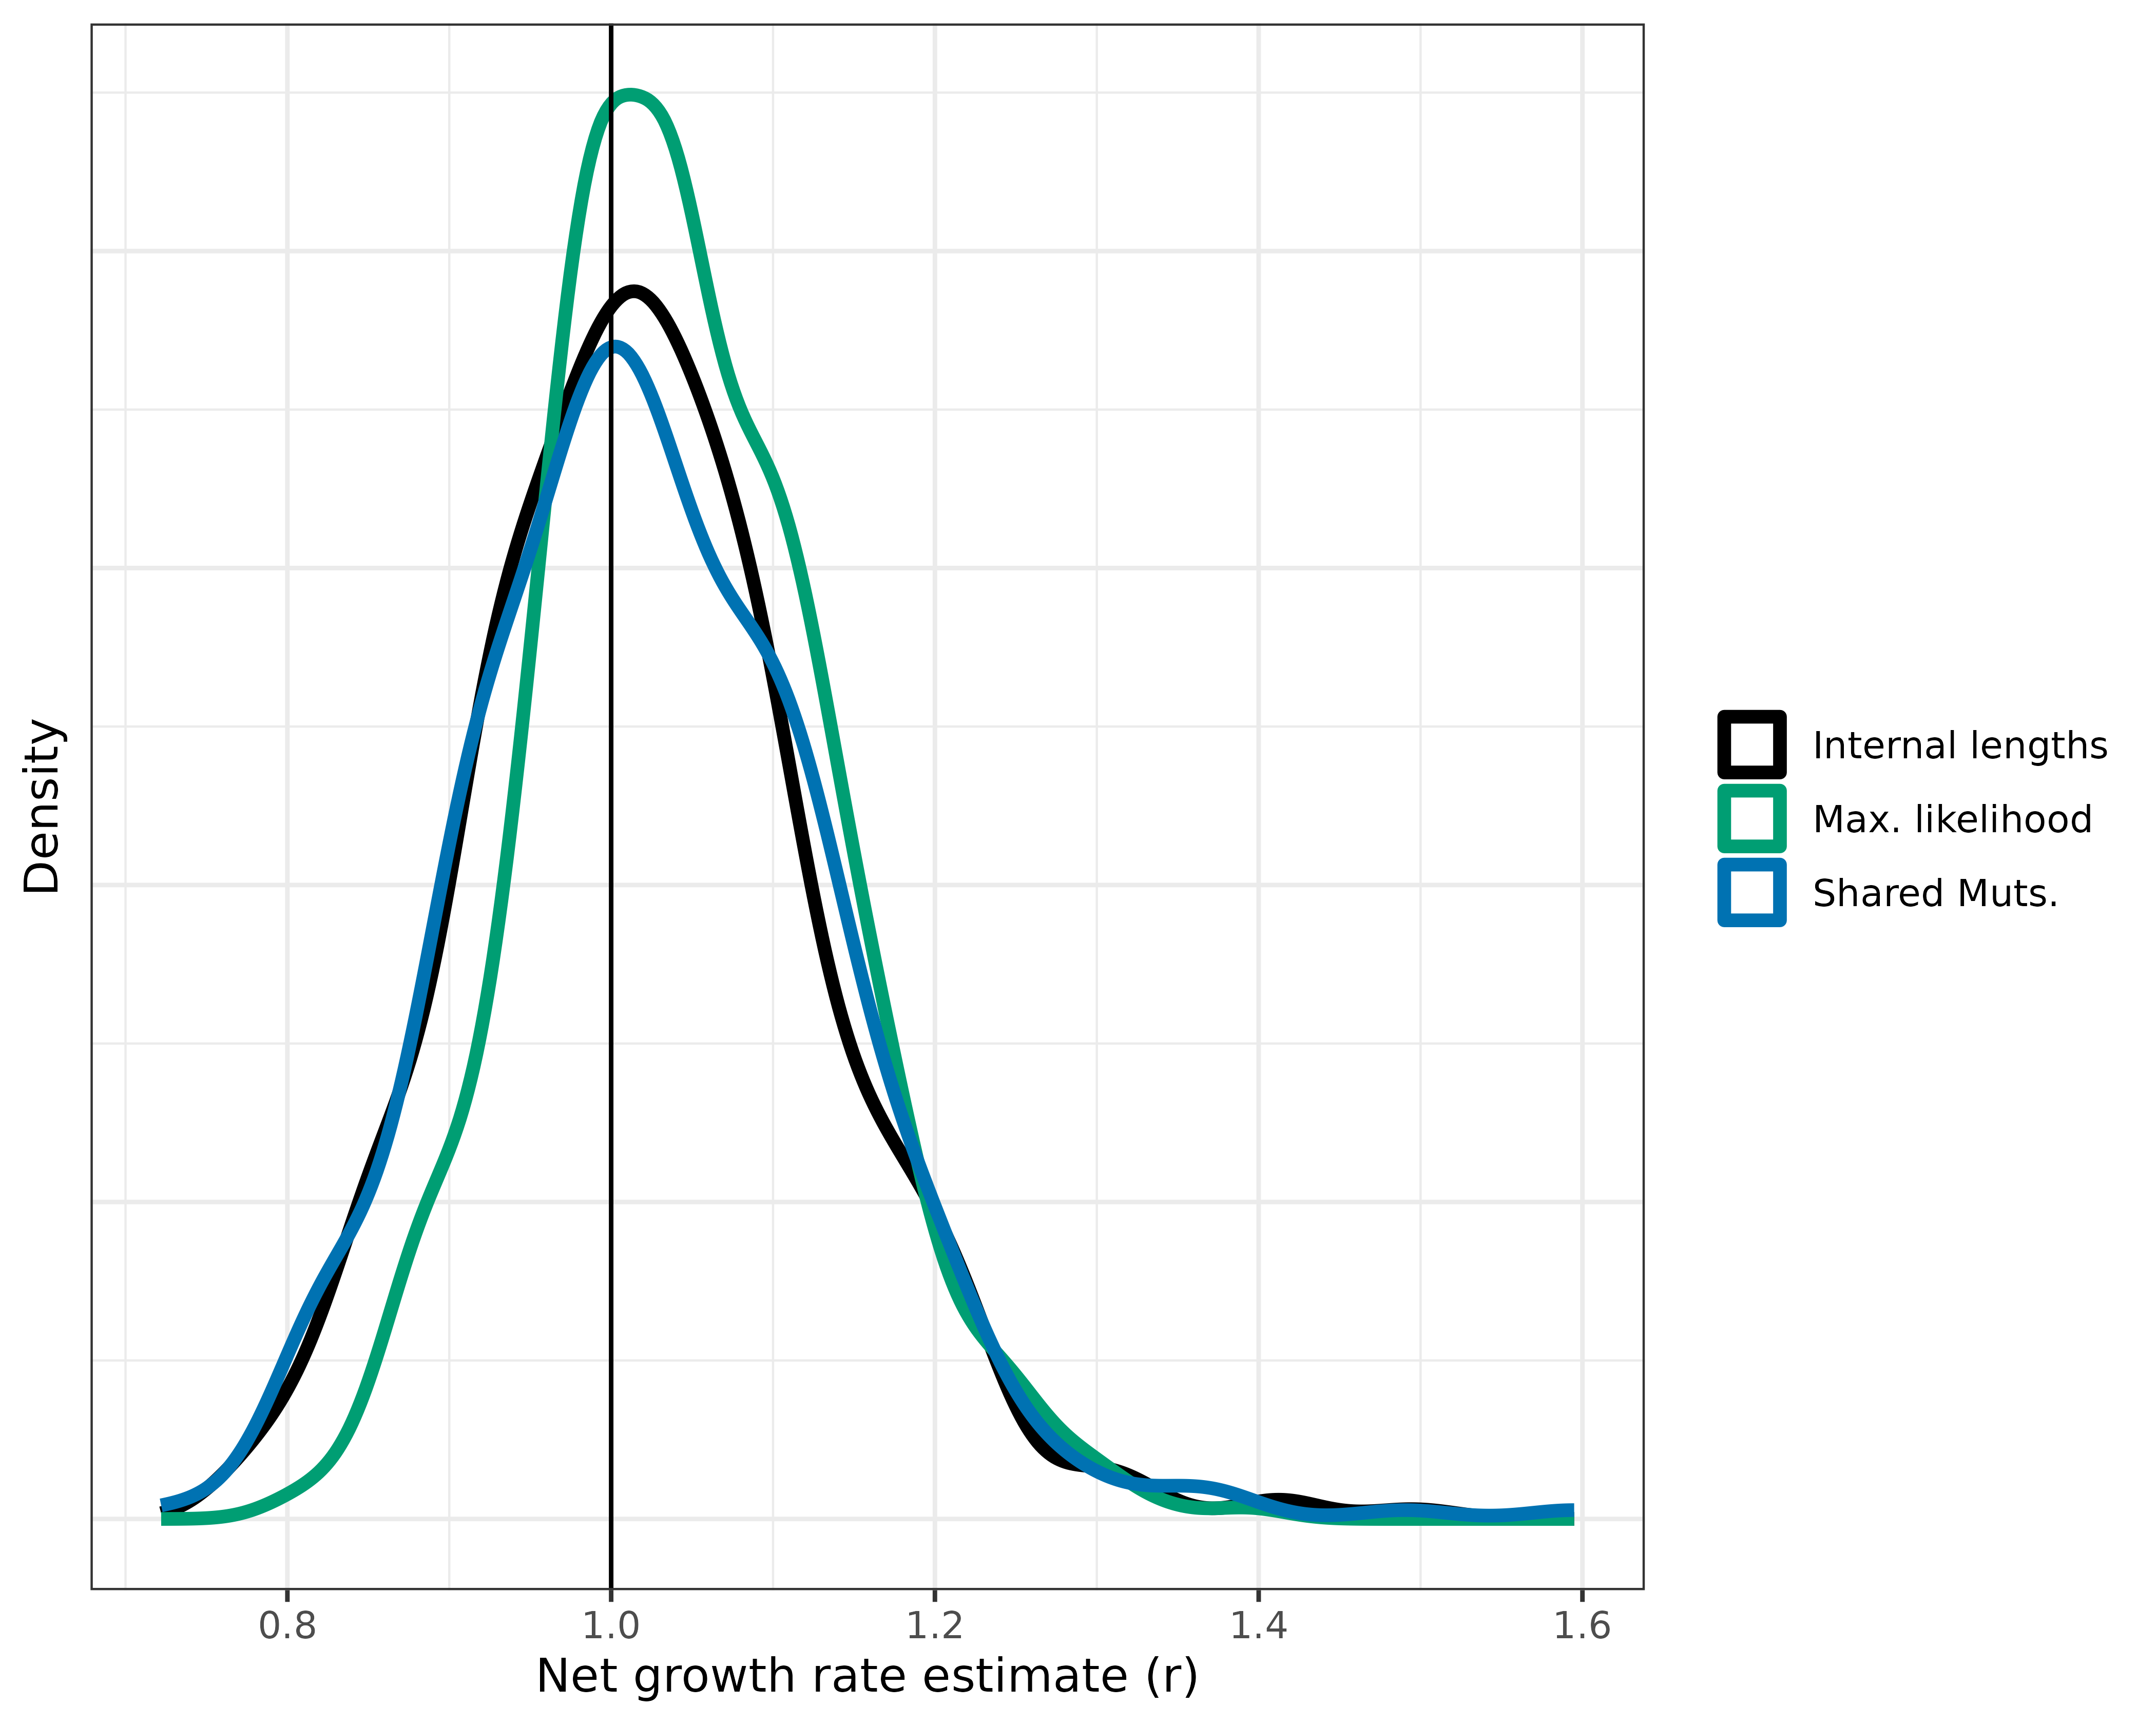 Density
Internal lengths
Max. likelihood
Shared Muts.
0.8 1.0 1.2 1.4 1.6
Net growth rate estimate (r)